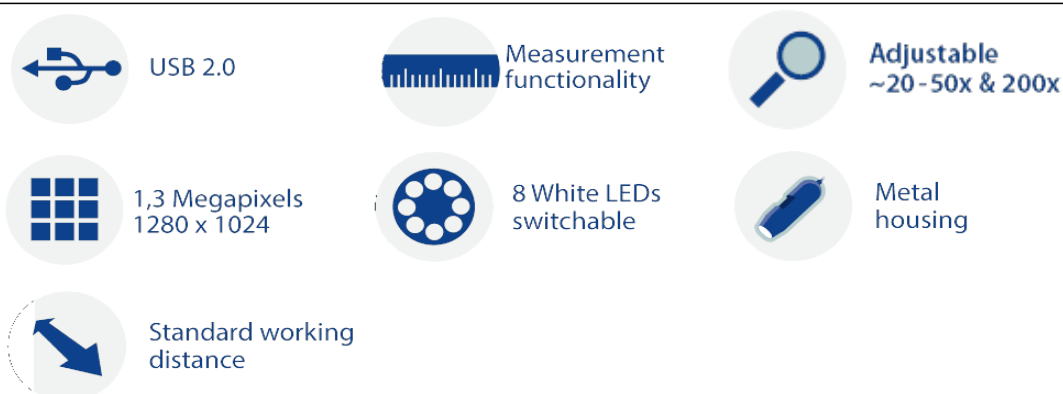 USB 2.0
Measurement
functionality
Adjustable
~20-50x & 200x
1,3 Megapixels
1280 x 1024
8 White LEDs
switchable
Metal
housing
Standard working
distance